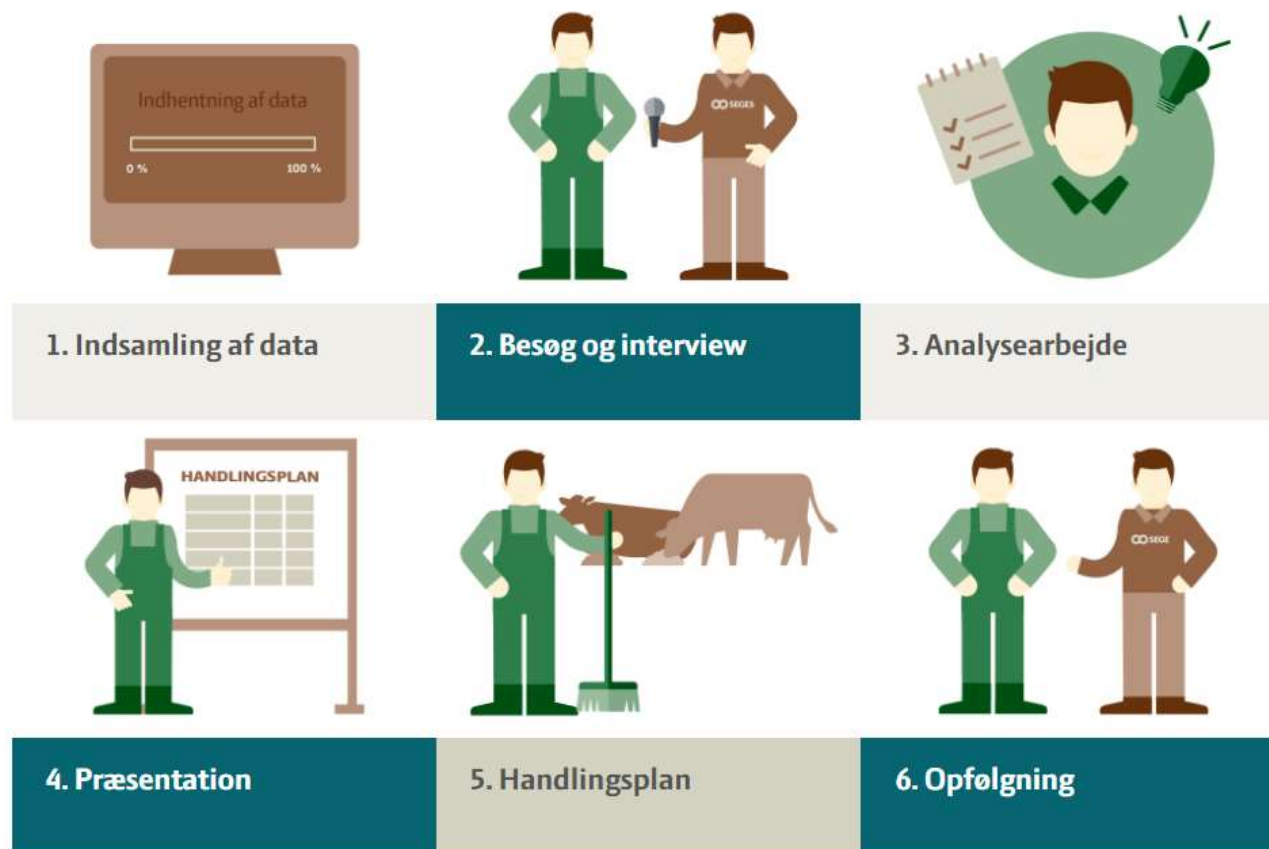 Indhentning af data
0 % 100 %
SEGES
1. Indsamling af data
2. Besøg og interview
3. Analysearbejde
HANDLINGSPLAN
SEGE
4. Præsentation
5. Handlingsplan
6. Opfølgning